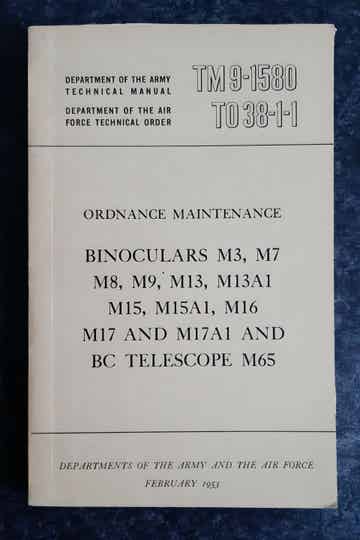 DEPARTMENT OF THE ARMY
TECHNICAL MANUAL
TM 9-1580
DEPARTMENT OF THE AIR
FORCE TECHNICAL ORDER
TO 38-1-1
ORDNANCE MAINTENANCE
BINOCULARS M3, M7
M8, M9, M13, M13A1
M15, M15A1, M16
M17 AND M17A1 AND
BC TELESCOPE M65
DEPARTMENTS OF THE ARMY AND THE AIR FORCE
FEBRUARY 1953